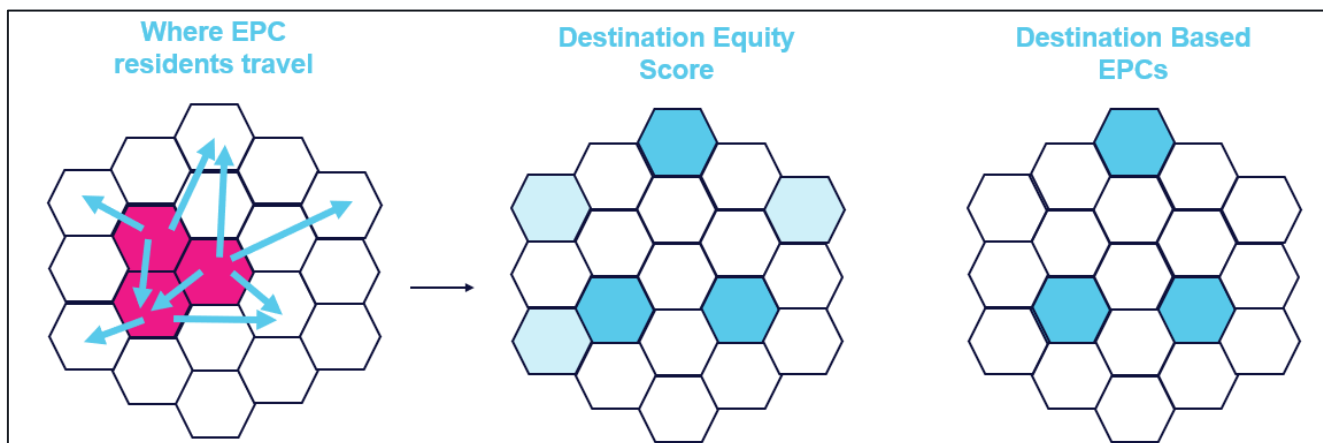 Where EPC
residents travel
Destination Equity
Score
Destination Based
EPCs